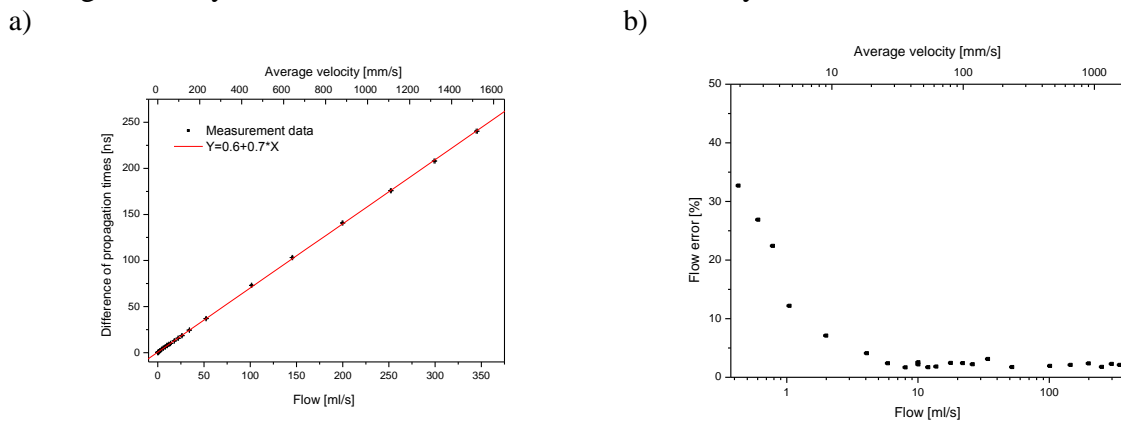 a)
b)
Average velocity [mm/s]
0 200 400 600 800 1000 1200 1400 1600
250
200
150
100
50
0
Difference of propagation times [ns]
Measurement data
Y=0.6+0.7*X
0 50 100 150 200 250 300 350
Flow [ml/s]
Average velocity [mm/s]
10 100 1000
50
40
30
20
10
0
Flow error [%]
1 10 100
Flow [ml/s]